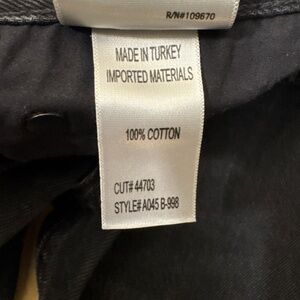 R/N#109670
MADE IN TURKEY
IMPORTED MATERIALS
100% COTTON
CUT# 44703
STYLE# A045 B-998